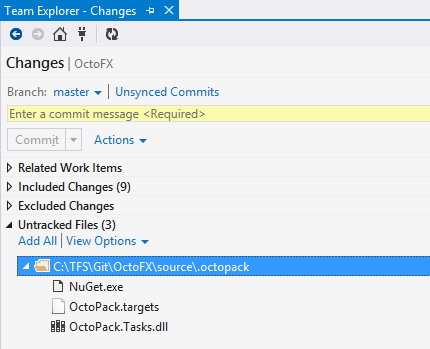 Team Explorer - Changes
Changes | OctoFX
Branch: master | Unsynced Commits
Enter a commit message <Required>
Commit | Actions
Related Work Items
Included Changes (9)
Excluded Changes
Untracked Files (3)
Add All | View Options
C:\TFS\Git\OctoFX\source\.octopack
NuGet.exe
OctoPack.targets
OctoPack.Tasks.dll